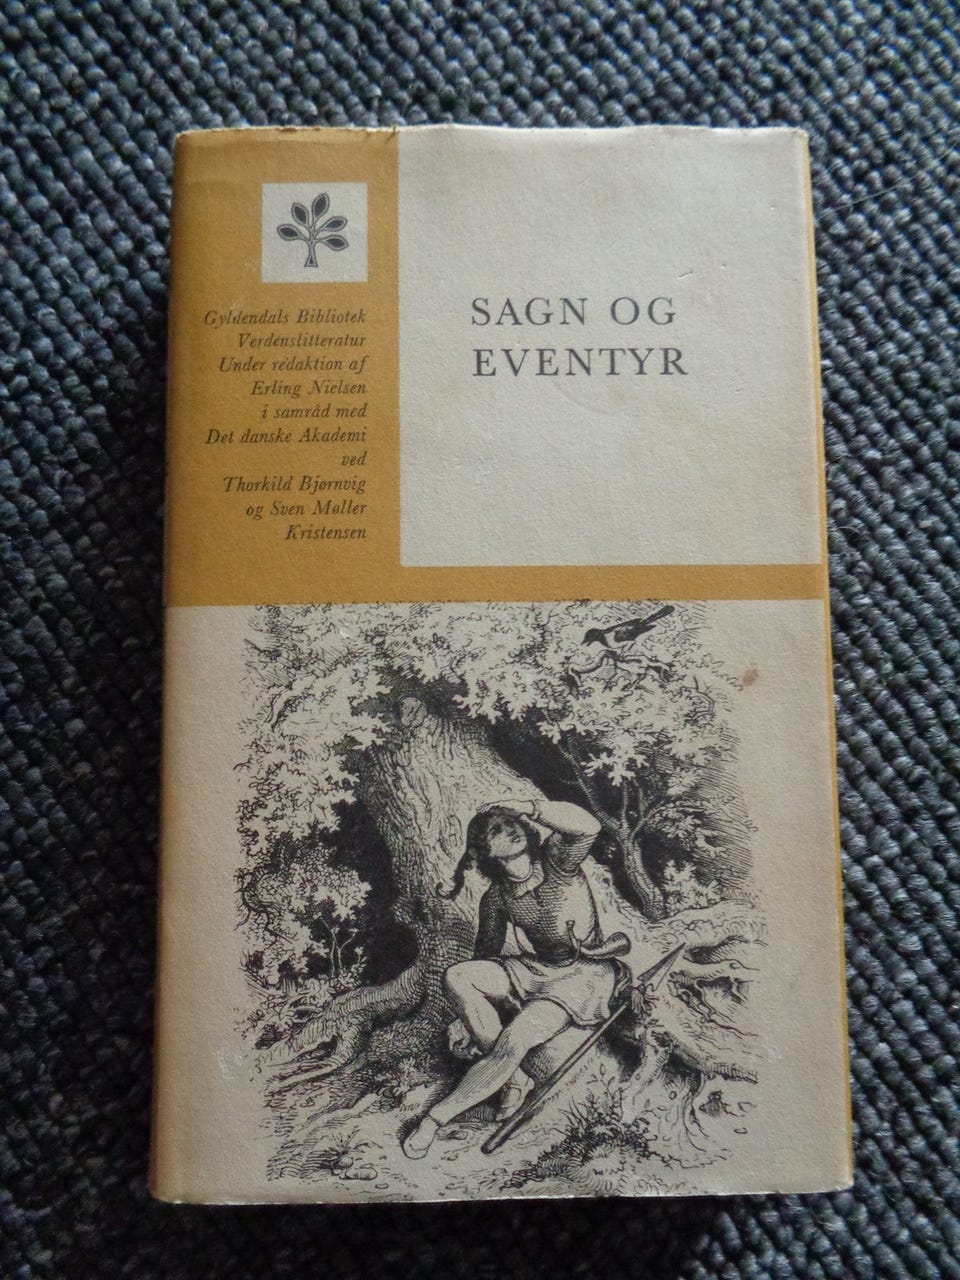 Gyldendals Bibliotek
Verdenslitteratur
Under redaktion af
Erling Nielsen
i samråd med
Det danske Akademi
ved
Thorkild Bjørnvig
og Sven Møller
Kristensen
SAGN OG
EVENTYR